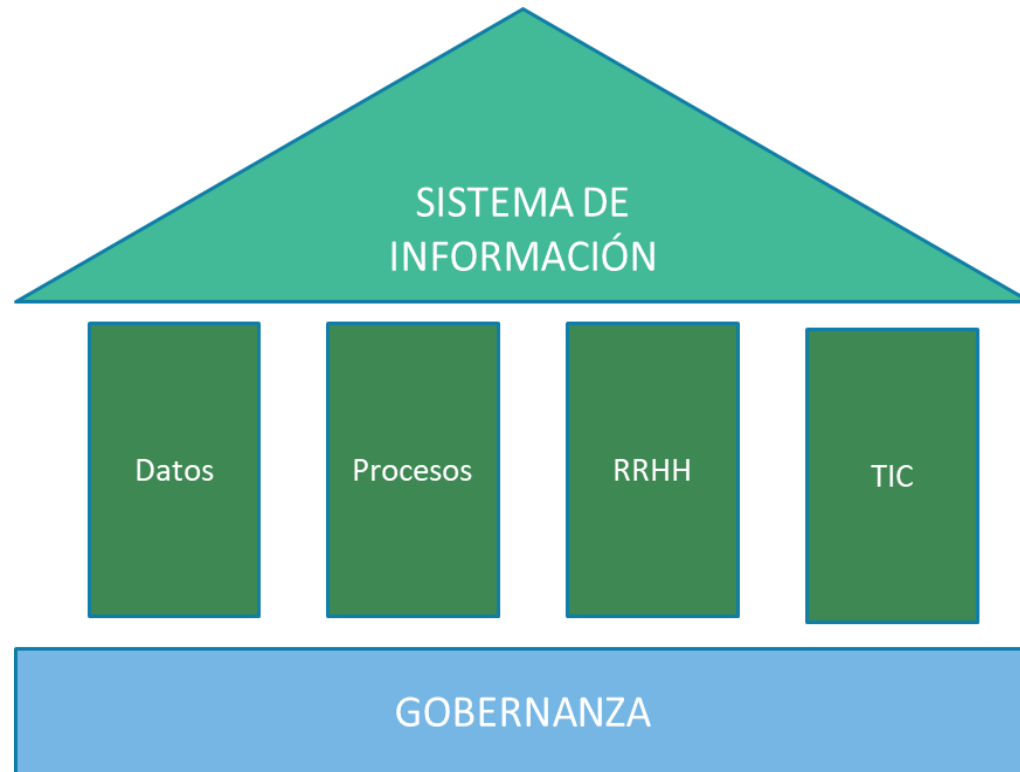 SISTEMA DE
INFORMACIÓN
Datos
Procesos
RRHH
TIC
GOBERNANZA